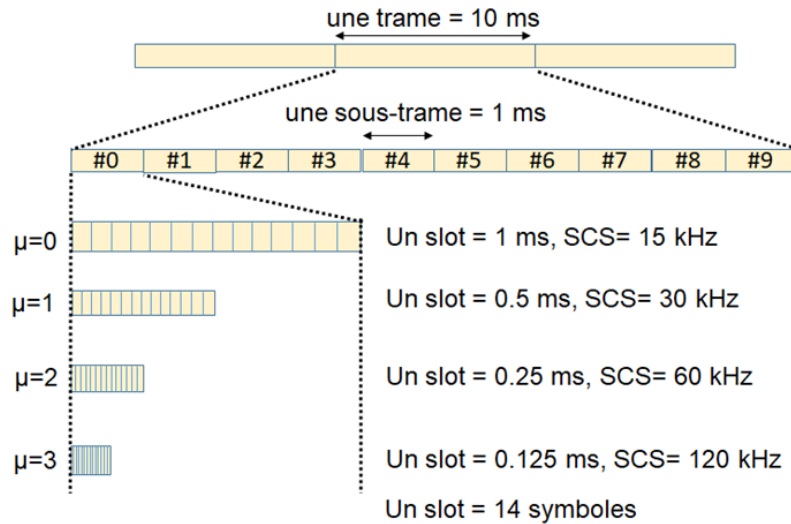 une trame = 10 ms
une sous-trame = 1 ms
#0 #1 #2 #3 #4 #5 #6 #7 #8 #9
µ=0 Un slot = 1 ms, SCS= 15 kHz
µ=1 Un slot = 0.5 ms, SCS= 30 kHz
µ=2 Un slot = 0.25 ms, SCS= 60 kHz
µ=3 Un slot = 0.125 ms, SCS= 120 kHz
Un slot = 14 symboles